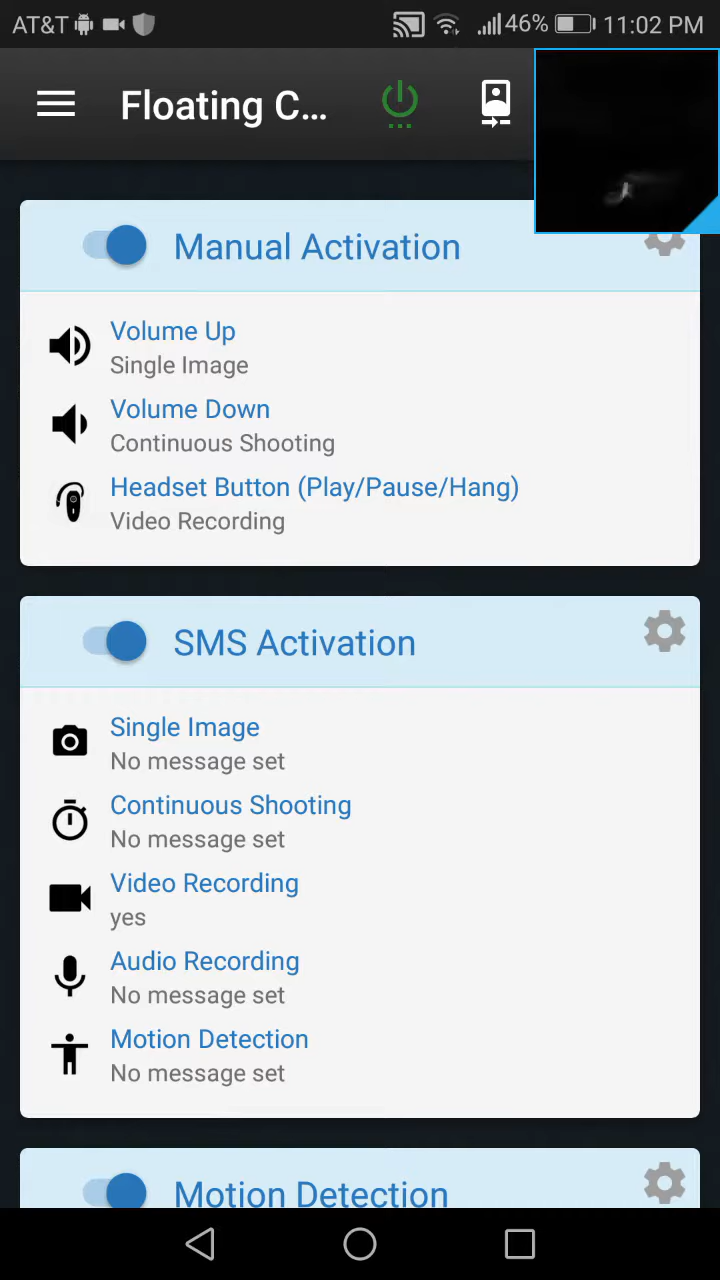 AT&T 46% 11:02 PM
Floating C...
Manual Activation
Volume Up
Single Image
Volume Down
Continuous Shooting
Headset Button (Play/Pause/Hang)
Video Recording
SMS Activation
Single Image
No message set
Continuous Shooting
No message set
Video Recording
yes
Audio Recording
No message set
Motion Detection
No message set
Motion Detection